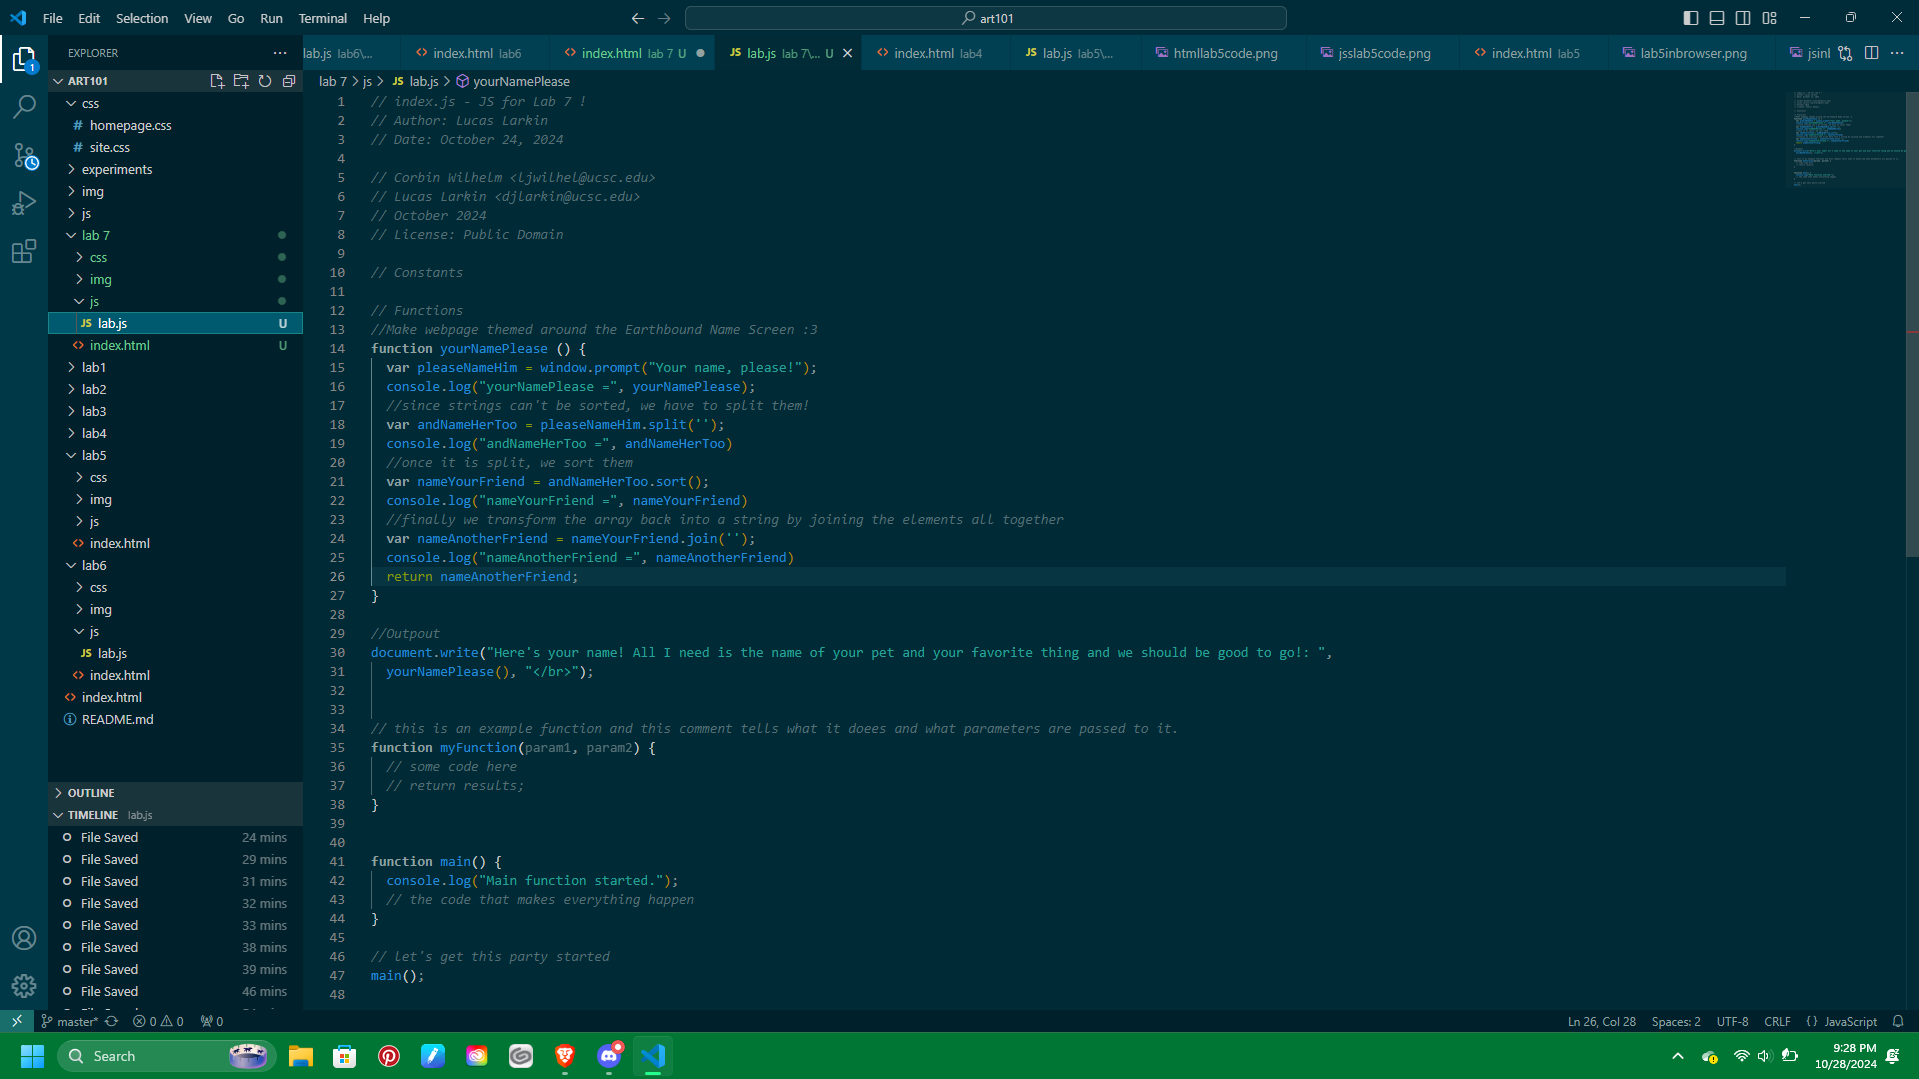 File Edit Selection View Go Run Terminal Help
art101
EXPLORER
lab.js lab6\...
index.html lab6
index.html lab 7 U
lab.js lab 7\... U
index.html lab4
lab.js lab5\...
htmllab5code.png
jsslab5code.png
index.html lab5
lab5inbrowser.png
jsinl
ART101
css
homepage.css
site.css
experiments
img
js
lab 7
css
img
js
lab.js U
index.html U
lab1
lab2
lab3
lab4
lab5
css
img
js
index.html
lab6
css
img
js
lab.js
index.html
index.html
README.md
OUTLINE
TIMELINE lab.js
File Saved 24 mins
File Saved 29 mins
File Saved 31 mins
File Saved 32 mins
File Saved 33 mins
File Saved 38 mins
File Saved 39 mins
File Saved 46 mins
lab 7 > js > JS lab.js > yourNamePlease
1 // index.js - JS for Lab 7 !
2 // Author: Lucas Larkin
3 // Date: October 24, 2024
4
5 // Corbin Wilhelm <ljwilhel@ucsc.edu>
6 // Lucas Larkin <djlarkin@ucsc.edu>
7 // October 2024
8 // License: Public Domain
9
10 // Constants
11
12 // Functions
13 //Make webpage themed around the Earthbound Name Screen :3
14 function yourNamePlease () {
15 var pleaseNameHim = window.prompt("Your name, please!");
16 console.log("yourNamePlease =", yourNamePlease);
17 //since strings can't be sorted, we have to split them!
18 var andNameHerToo = pleaseNameHim.split('');
19 console.log("andNameHerToo =", andNameHerToo)
20 //once it is split, we sort them
21 var nameYourFriend = andNameHerToo.sort();
22 console.log("nameYourFriend =", nameYourFriend)
23 //finally we transform the array back into a string by joining the elements all together
24 var nameAnotherFriend = nameYourFriend.join('');
25 console.log("nameAnotherFriend =", nameAnotherFriend)
26 return nameAnotherFriend;
27 }
28
29 //Outpout
30 document.write("Here's your name! All I need is the name of your pet and your favorite thing and we should be good to go!: ",
31 yourNamePlease(), "</br>");
32
33
34 // this is an example function and this comment tells what it doees and what parameters are passed to it.
35 function myFunction(param1, param2) {
36 // some code here
37 // return results;
38 }
39
40
41 function main() {
42 console.log("Main function started.");
43 // the code that makes everything happen
44 }
45
46 // let's get this party started
47 main();
48
master* 0 0 0
Ln 26, Col 28 Spaces: 2 UTF-8 CRLF {} JavaScript
Search
9:28 PM
10/28/2024